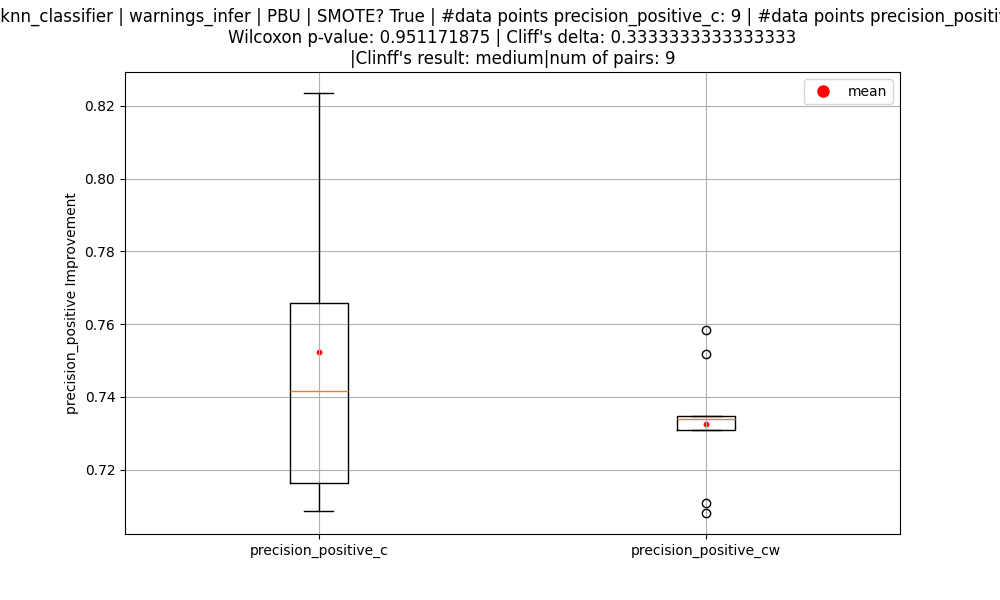 knn_classifier | warnings_infer | PBU | SMOTE? True | #data points precision_positive_c: 9 | #data points
Wilcoxon p-value: 0.951171875 | Cliff's delta: 0.3333333333333333
|Clinff's result: medium|num of pairs: 9
mean
0.82
0.80
0.78
0.76
0.74
0.72
precision_positive Improvement
precision_positive_c
precision_positive_cw